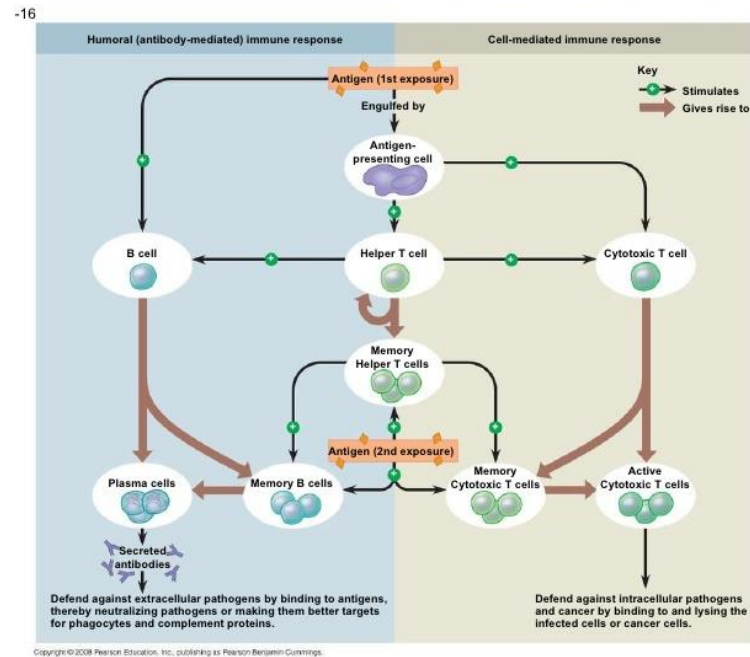 -16
Humoral (antibody-mediated) immune response
Cell-mediated immune response
Key
Stimulates
Gives rise to
Antigen (1st exposure)
Engulfed by
Antigen-
presenting cell
B cell
Helper T cell
Cytotoxic T cell
Memory
Helper T cells
Antigen (2nd exposure)
Plasma cells
Memory B cells
Memory
Cytotoxic T cells
Active
Cytotoxic T cells
Secreted
antibodies
Defend against extracellular pathogens by binding to antigens,
thereby neutralizing pathogens or making them better targets
for phagocytes and complement proteins.
Defend against intracellular pathogens
and cancer by binding to and lysing the
infected cells or cancer cells.
Copyright © 2008 Pearson Education, Inc., publishing as Pearson Benjamin Cummings.